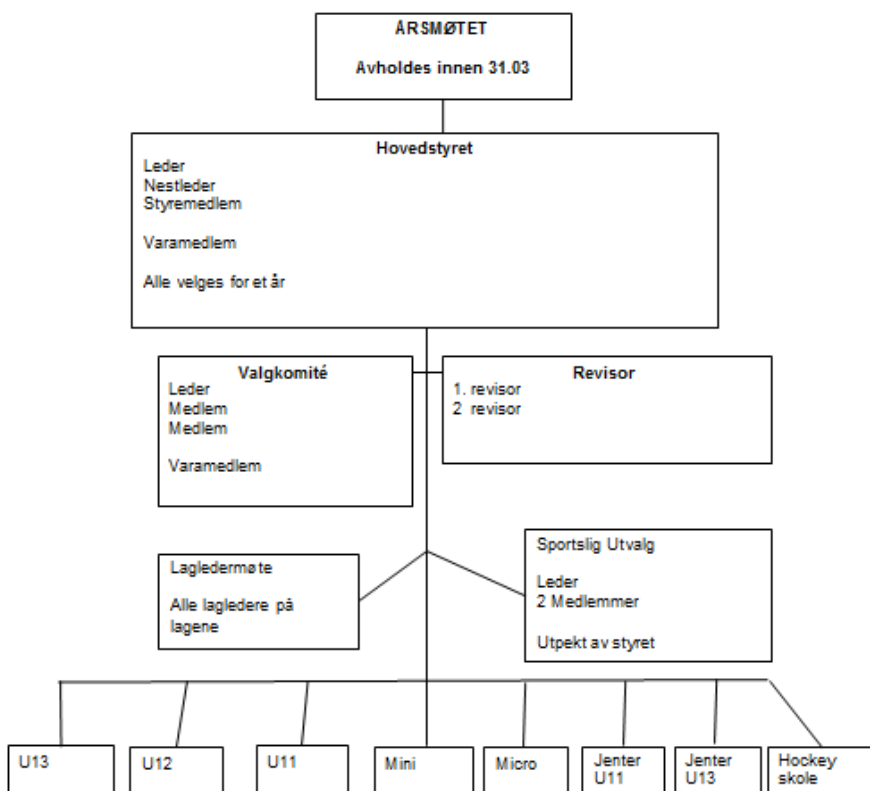 ÅRSMØTET
Avholdes innen 31.03
Hovedstyret
Leder
Nestleder
Styremedlem
Varamedlem
Alle velges for et år
Valgkomité
Leder
Medlem
Medlem
Varamedlem
Revisor
1. revisor
2 revisor
Lagledermøte
Alle lagledere på
lagene
Sportslig Utvalg
Leder
2 Medlemmer
Utpekt av styret
U13
U12
U11
Mini
Micro
Jenter
U11
Jenter
U13
Hockey
skole